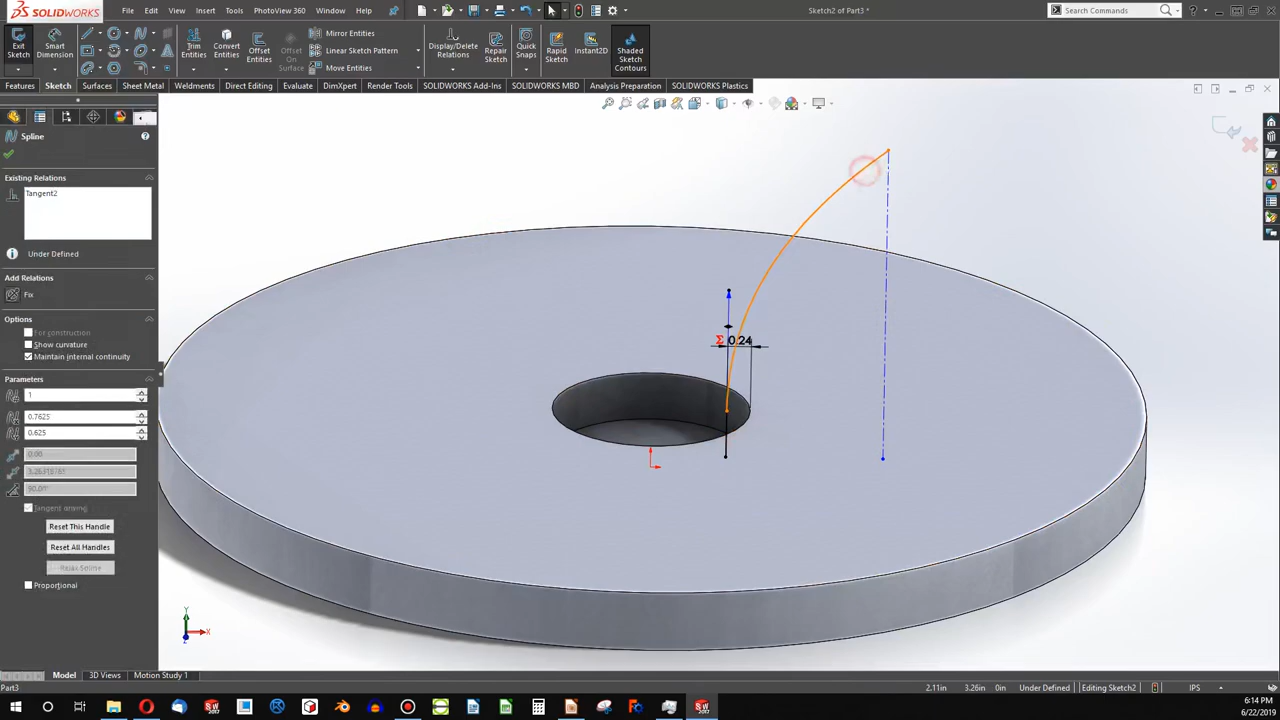 SOLIDWORKS
File Edit View Insert Tools PhotoView 360 Window Help
Sketch2 of Part3 *
Search Commands
Exit Sketch
Smart Dimension
Trim Entities
Convert Entities
Offset Entities
Offset On Surface
Mirror Entities
Linear Sketch Pattern
Move Entities
Display/Delete Relations
Repair Sketch
Quick Snaps
Rapid Sketch
Instant2D
Shaded Sketch Contours
Features Sketch Surfaces Sheet Metal Weldments Direct Editing Evaluate DimXpert Render Tools SOLIDWORKS Add-Ins SOLIDWORKS MBD Analysis Preparation SOLIDWORKS Plastics
Spline
Existing Relations
Tangent2
Under Defined
Add Relations
Fix
Options
For construction
Show curvature
Maintain internal continuity
Parameters
1
0.7625
0.625
0.00
Reset This Handle
Reset All Handles
Relax Spline
Proportional
Σ 0.24
Y
X
Z
Model 3D Views Motion Study 1
Part3
2.11in 3.26in 0in Under Defined Editing Sketch2 IPS
6:14 PM
6/22/2019